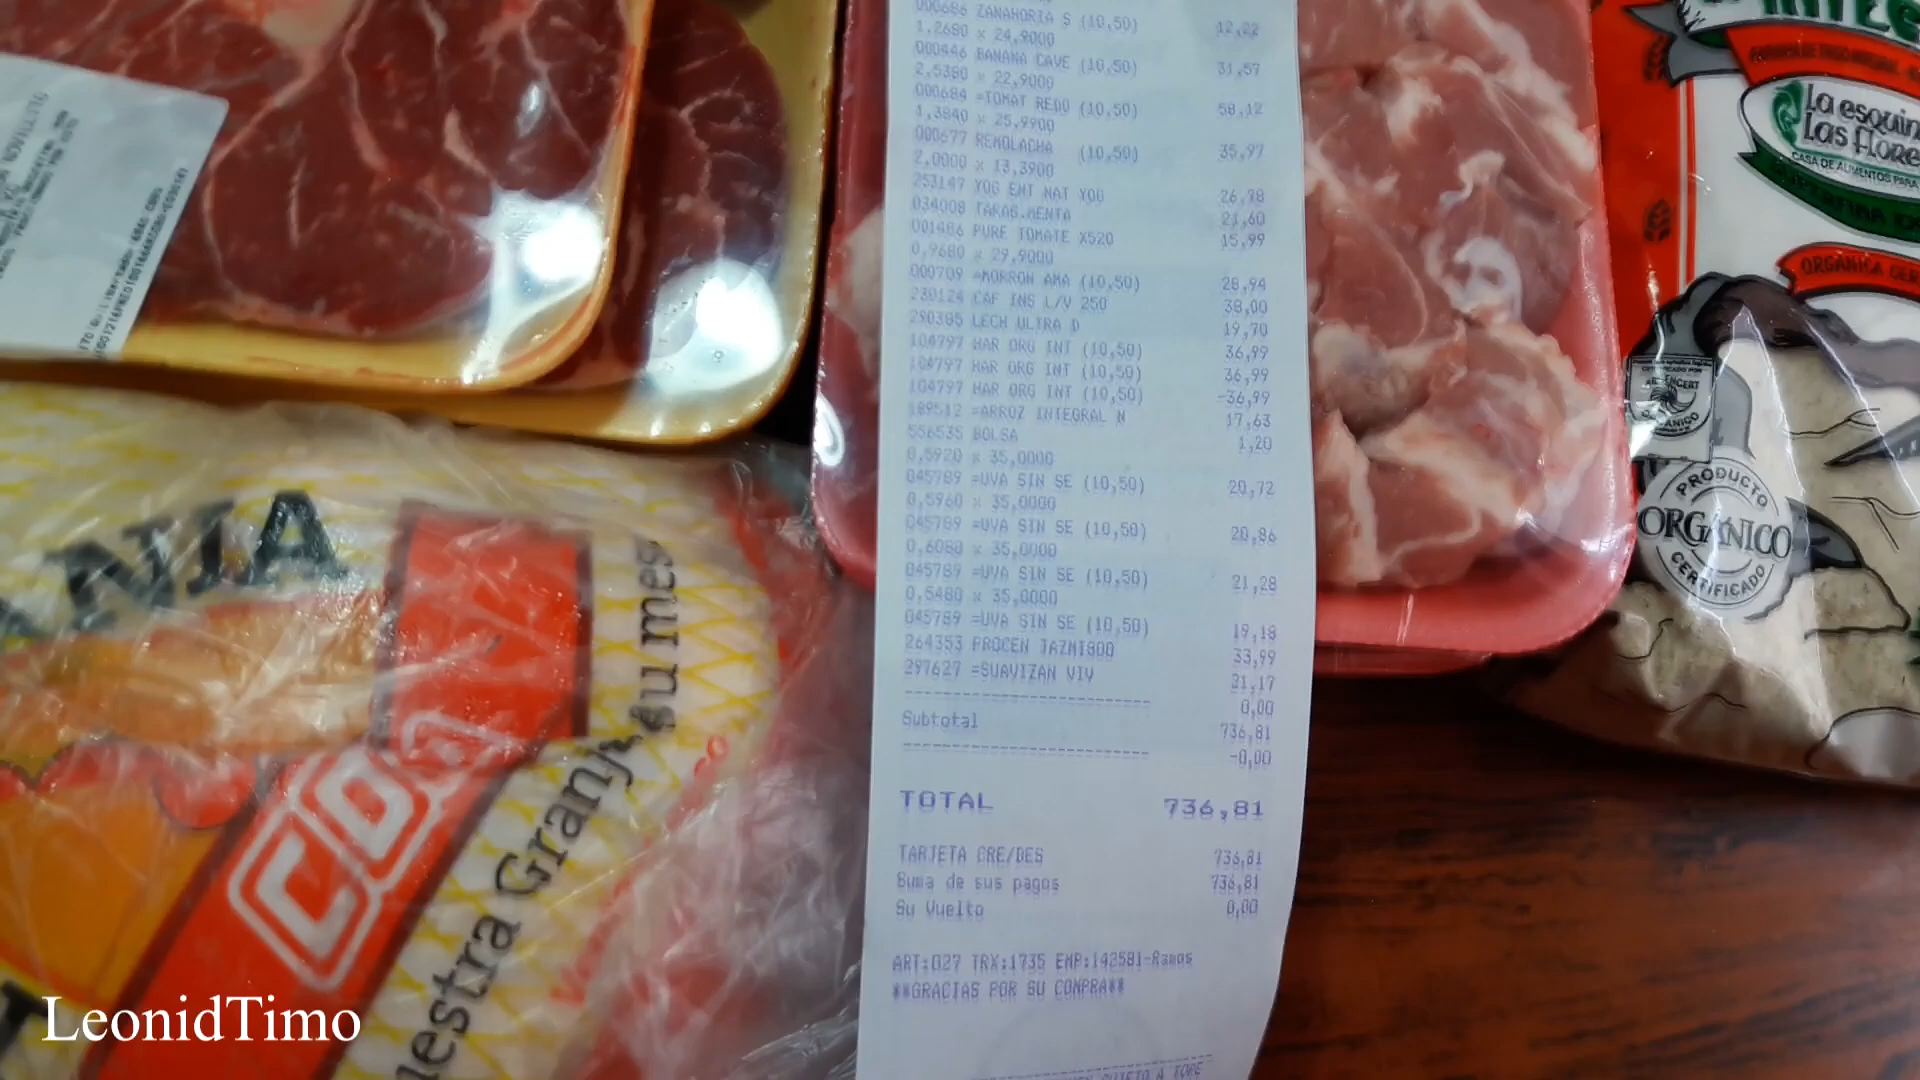 000686 ZANAHORIA S (10,50) 12,22
1,2680 x 24,9000
000446 BANANA CAVE (10,50) 31,57
2,5380 x 22,9000
000684 =TOMAT REDO (10,50) 58,12
1,3840 x 25,9900
000677 REMOLACHA (10,50) 35,97
2,0000 x 13,3900
253147 YOG ENT NAT YOG 26,78
034008 TARAG.MENTA 21,60
001486 PURE TOMATE X520 15,99
0,9680 x 29,9000
000709 =MORRON AMA (10,50) 28,94
230124 CAF INS L/V 250 38,00
290385 LECH ULTRA D 19,70
104797 HAR ORG INT (10,50) 36,99
104797 HAR ORG INT (10,50) 36,99
104797 HAR ORG INT (10,50) -36,99
189512 =ARROZ INTEGRAL N 17,63
556535 BOLSA 1,20
0,5920 x 35,0000
045789 =UVA SIN SE (10,50) 20,72
0,5960 x 35,0000
045789 =UVA SIN SE (10,50) 20,86
0,6080 x 35,0000
045789 =UVA SIN SE (10,50) 21,28
0,5480 x 35,0000
045789 =UVA SIN SE (10,50) 19,18
264353 PROCEN JAZMI900 33,99
297627 =SUAVIZAN VIV 31,17
0,00
Subtotal 736,81
-0,00
TOTAL 736,81
TARJETA CRE/DES 736,81
Suma de sus pagos 736,81
Su Vuelto 0,00
ART:027 TRX:1735 EMP:142581-Ramos
**GRACIAS POR SU COMPRA**
La esquin
Las Flore
CASA DE ALIMENTOS PARA
ORGANICA
PRODUCTO
ORGANICO
CERTIFICADO
ANIA
COT
uestra Granja
sumes
LeonidTimo